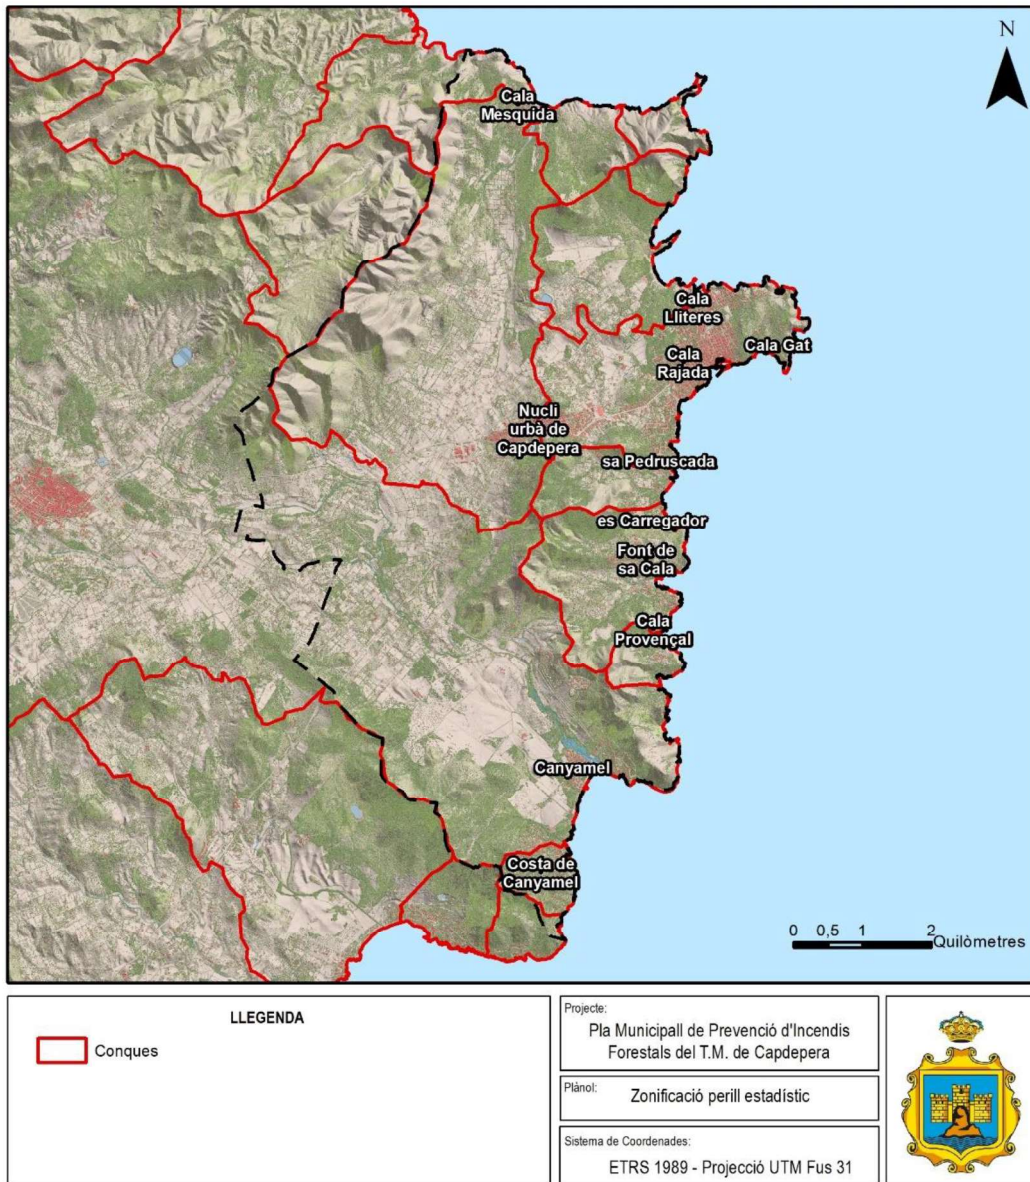 N
Cala
Mesquida
Cala
Lliteres
Cala Gat
Cala
Rajada
Nucli
urbà de
Capdepera
sa Pedruscada
es Carregador
Font de
sa Cala
Cala
Provençal
Canyamel
Costa de
Canyamel
0 0,5 1 2
Quilòmetres
LLEGENDA
Conques
Projecte:
Pla Municipall de Prevenció d'Incendis
Forestals del T.M. de Capdepera
Plànol:
Zonificació perill estadístic
Sistema de Coordenades:
ETRS 1989 - Projecció UTM Fus 31